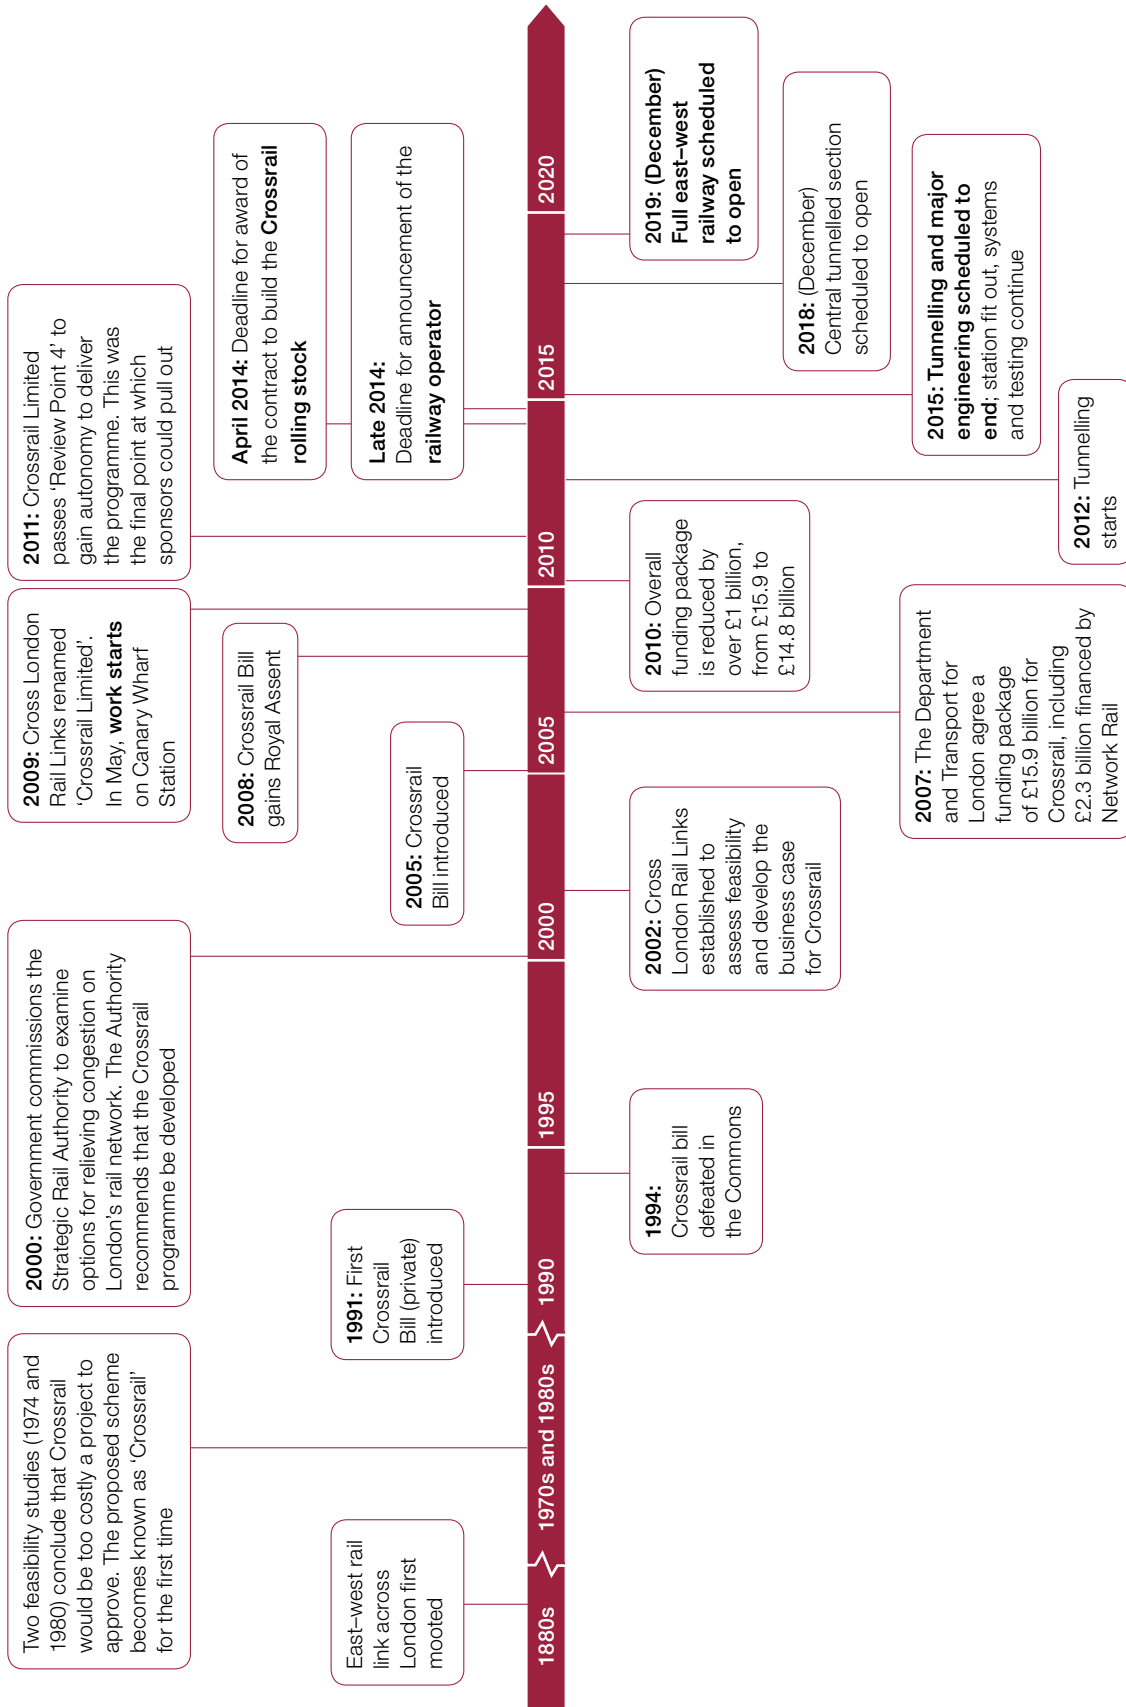 Two feasibility studies (1974 and
1980) conclude that Crossrail
would be too costly a project to
approve. The proposed scheme
becomes known as ‘Crossrail’
for the first time
2000: Government commissions the
Strategic Rail Authority to examine
options for relieving congestion on
London’s rail network. The Authority
recommends that the Crossrail
programme be developed
2009: Cross London
Rail Links renamed
‘Crossrail Limited’.
In May, work starts
on Canary Wharf
Station
2011: Crossrail Limited
passes ‘Review Point 4’ to
gain autonomy to deliver
the programme. This was
the final point at which
sponsors could pull out
2008: Crossrail Bill
gains Royal Assent
April 2014: Deadline for award of
the contract to build the Crossrail
rolling stock
East–west rail
link across
London first
mooted
1991: First
Crossrail
Bill (private)
introduced
2005: Crossrail
Bill introduced
Late 2014:
Deadline for announcement of the
railway operator
1880s
1970s and 1980s
1990
1995
2000
2005
2010
2015
2020
1994:
Crossrail bill
defeated in
the Commons
2002: Cross
London Rail Links
established to
assess feasibility
and develop the
business case
for Crossrail
2010: Overall
funding package
is reduced by
over £1 billion,
from £15.9 to
£14.8 billion
2019: (December)
Full east–west
railway scheduled
to open
2018: (December)
Central tunnelled section
scheduled to open
2007: The Department
and Transport for
London agree a
funding package
of £15.9 billion for
Crossrail, including
£2.3 billion financed by
Network Rail
2015: Tunnelling and major
engineering scheduled to
end; station fit out, systems
and testing continue
2012: Tunnelling
starts